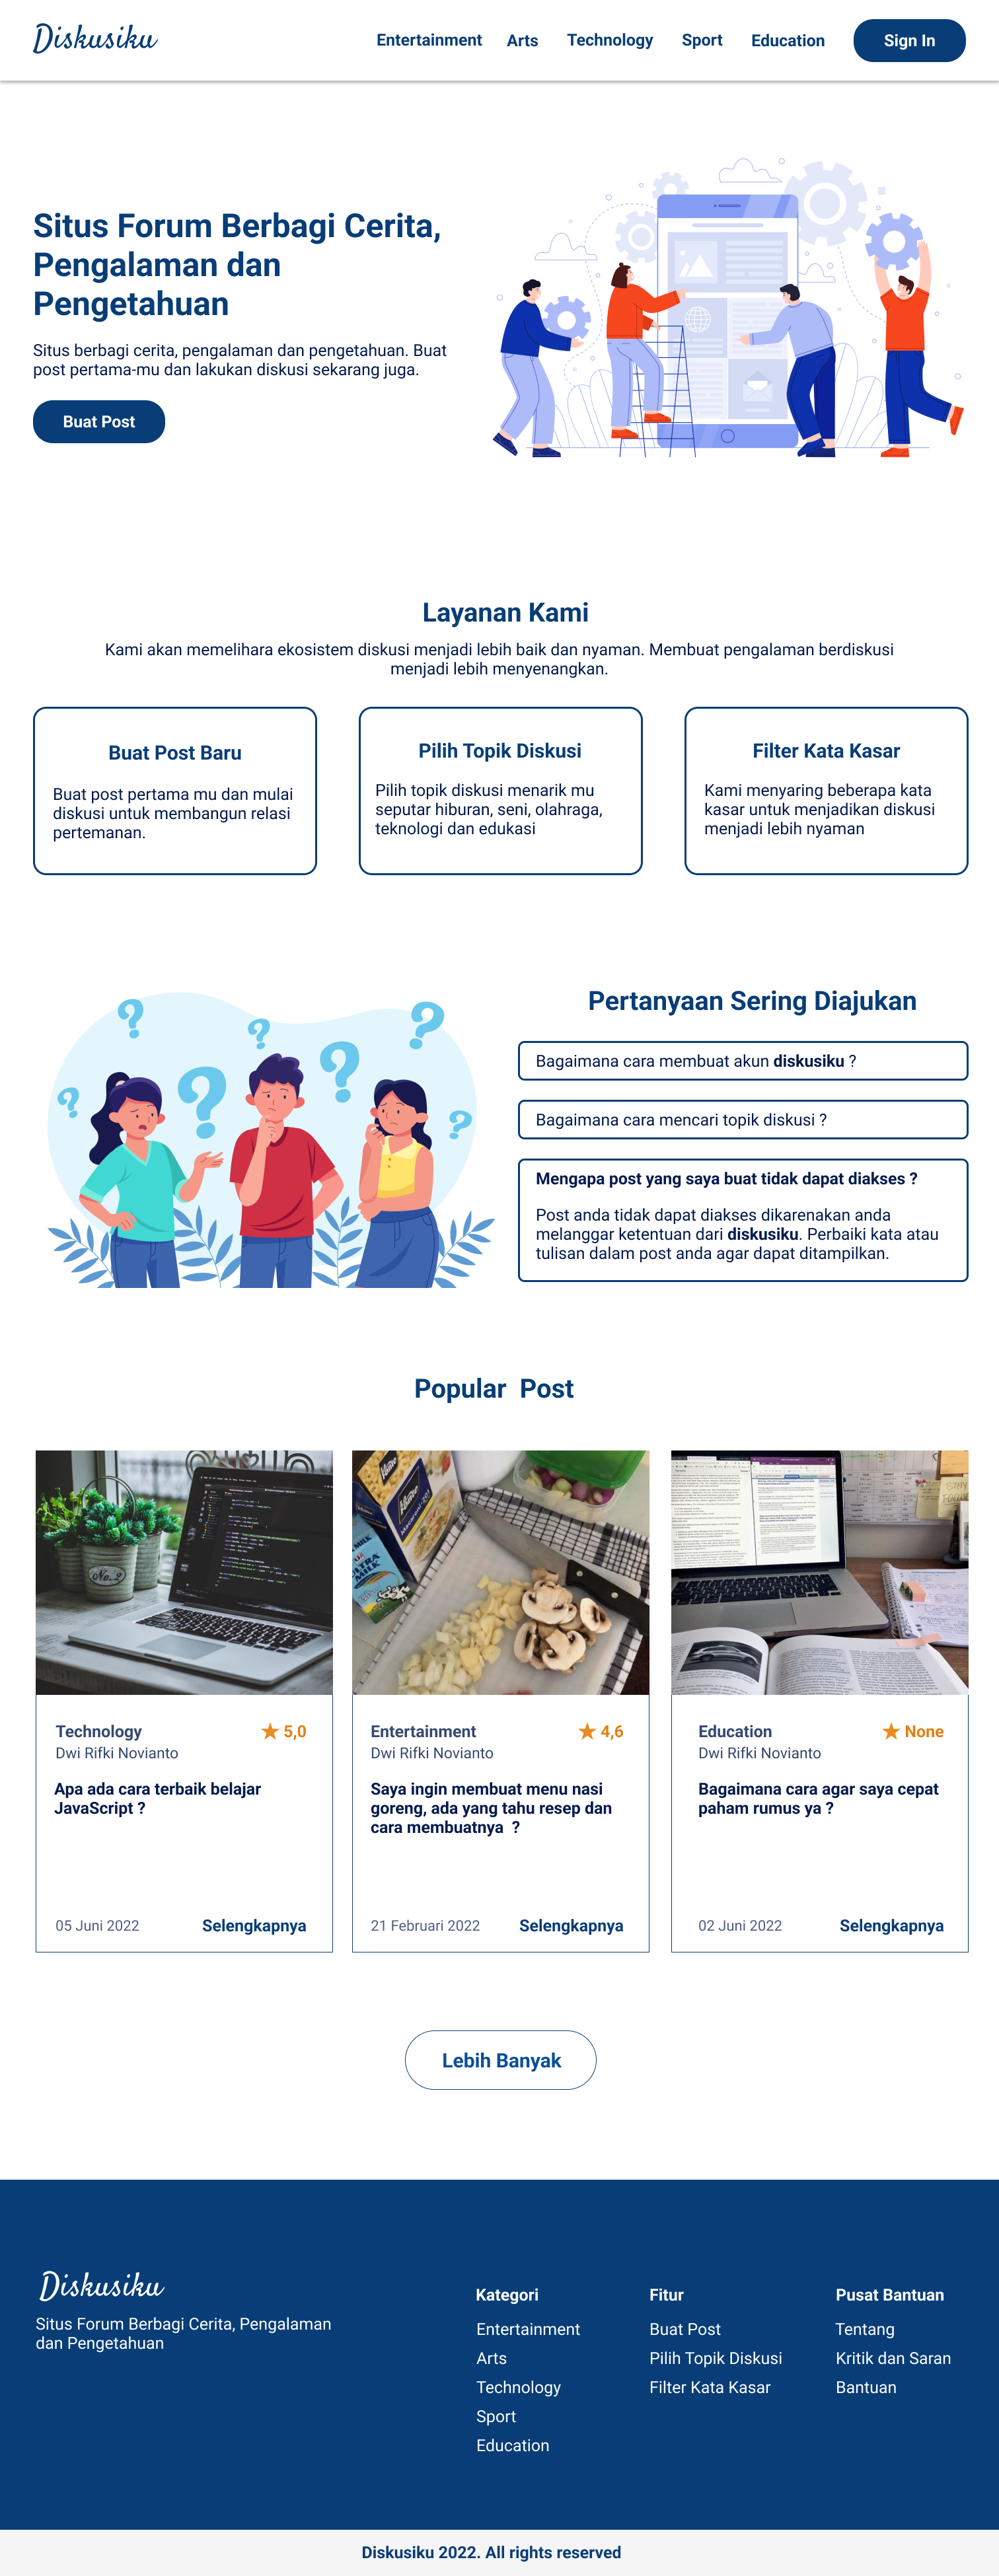 Diskusiku
Entertainment Arts Technology Sport Education Sign In
Situs Forum Berbagi Cerita,
Pengalaman dan
Pengetahuan
Situs berbagi cerita, pengalaman dan pengetahuan. Buat
post pertama-mu dan lakukan diskusi sekarang juga.
Buat Post
Layanan Kami
Kami akan memelihara ekosistem diskusi menjadi lebih baik dan nyaman. Membuat pengalaman berdiskusi
menjadi lebih menyenangkan.
Buat Post Baru
Buat post pertama mu dan mulai
diskusi untuk membangun relasi
pertemanan.
Pilih Topik Diskusi
Pilih topik diskusi menarik mu
seputar hiburan, seni, olahraga,
teknologi dan edukasi
Filter Kata Kasar
Kami menyaring beberapa kata
kasar untuk menjadikan diskusi
menjadi lebih nyaman
Pertanyaan Sering Diajukan
Bagaimana cara membuat akun diskusiku ?
Bagaimana cara mencari topik diskusi ?
Mengapa post yang saya buat tidak dapat diakses ?
Post anda tidak dapat diakses dikarenakan anda
melanggar ketentuan dari diskusiku. Perbaiki kata atau
tulisan dalam post anda agar dapat ditampilkan.
? ? ? ? ? ? ?
Popular Post
No. 2
Technology 5,0
Dwi Rifki Novianto
Apa ada cara terbaik belajar
JavaScript ?
05 Juni 2022 Selengkapnya
MILK
Entertainment 4,6
Dwi Rifki Novianto
Saya ingin membuat menu nasi
goreng, ada yang tahu resep dan
cara membuatnya ?
21 Februari 2022 Selengkapnya
Education None
Dwi Rifki Novianto
Bagaimana cara agar saya cepat
paham rumus ya ?
02 Juni 2022 Selengkapnya
Lebih Banyak
Diskusiku
Situs Forum Berbagi Cerita, Pengalaman
dan Pengetahuan
Kategori
Entertainment
Arts
Technology
Sport
Education
Fitur
Buat Post
Pilih Topik Diskusi
Filter Kata Kasar
Pusat Bantuan
Tentang
Kritik dan Saran
Bantuan
Diskusiku 2022. All rights reserved